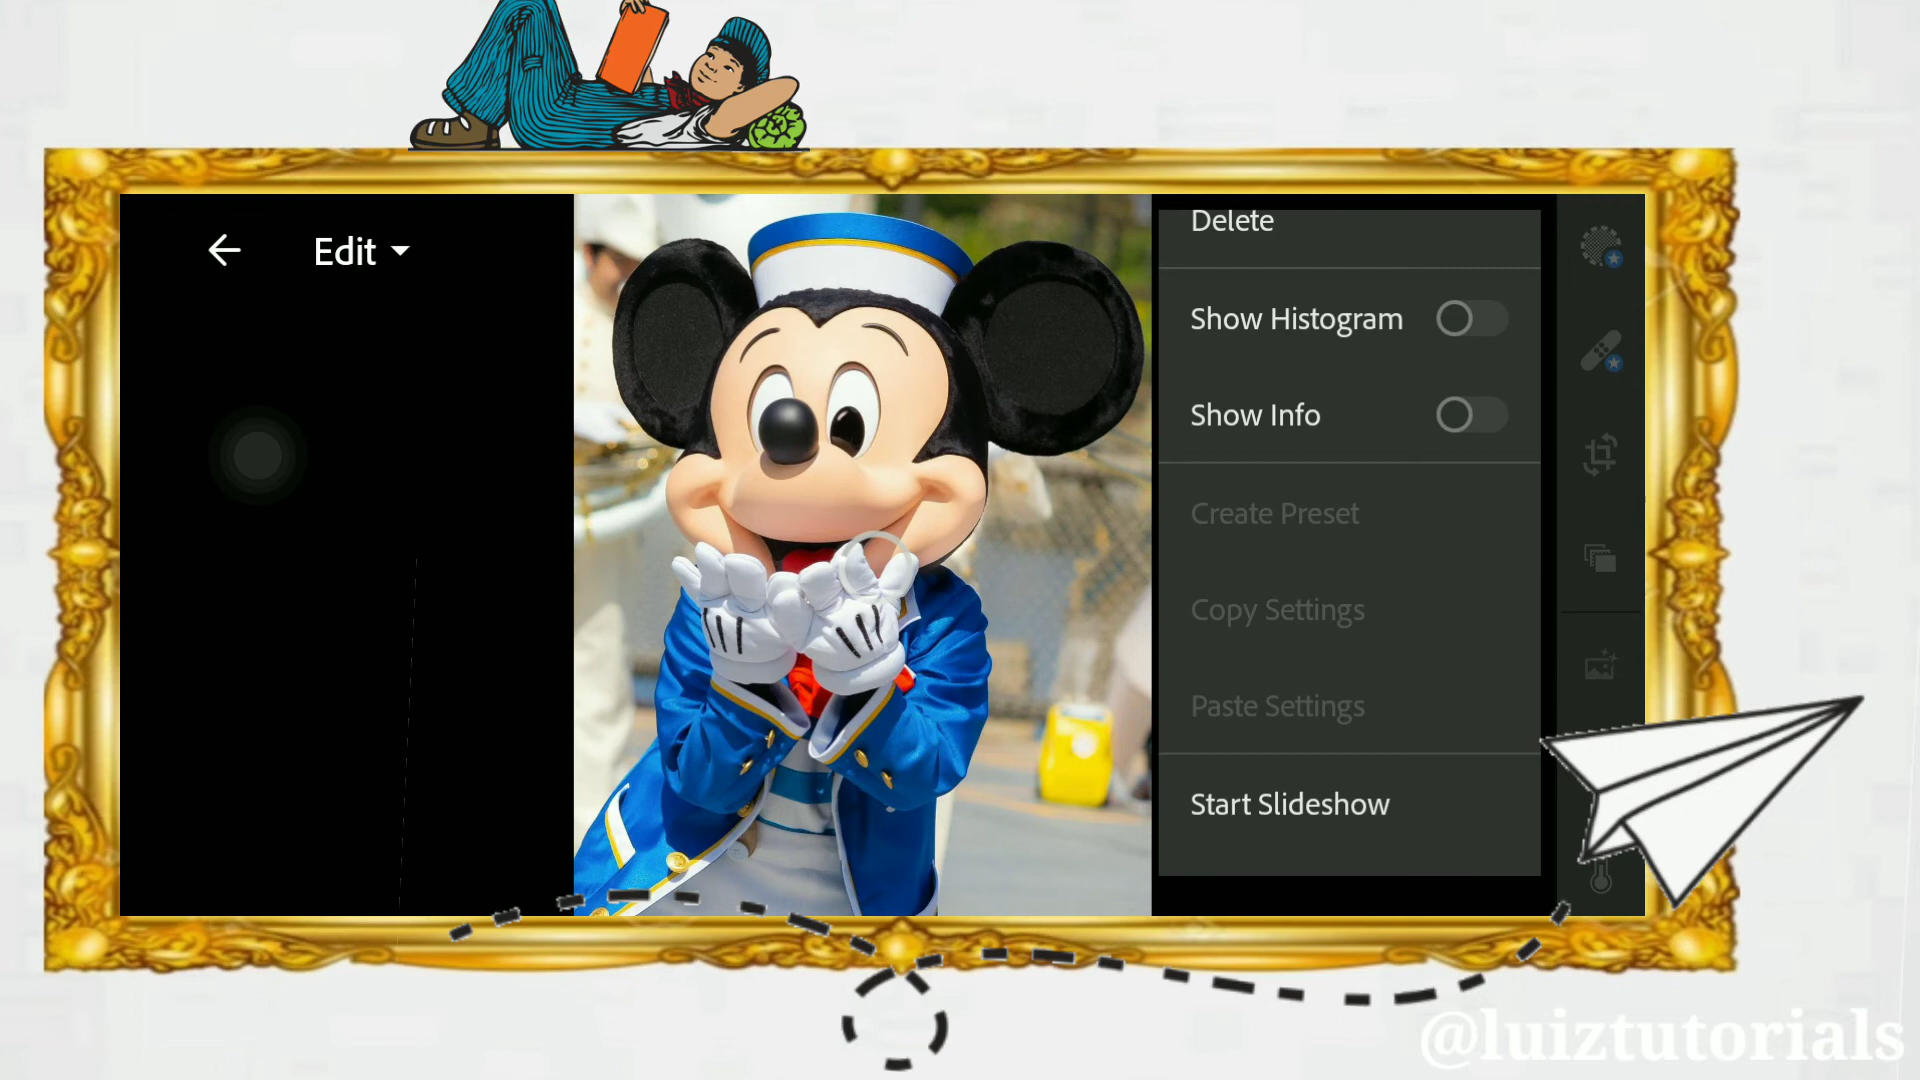 Edit
Delete
Show Histogram
Show Info
Create Preset
Copy Settings
Paste Settings
Start Slideshow
@luiztutorials